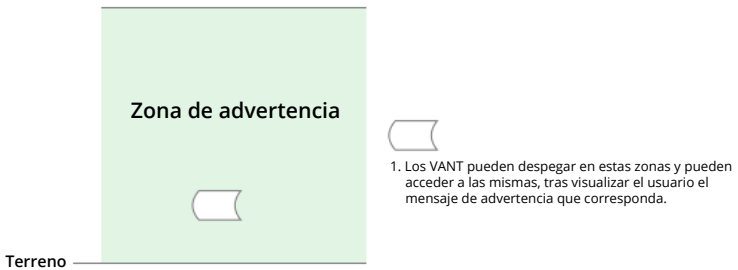 Zona de advertencia
1. Los VANT pueden despegar en estas zonas y pueden
acceder a las mismas, tras visualizar el usuario el
mensaje de advertencia que corresponda.
Terreno